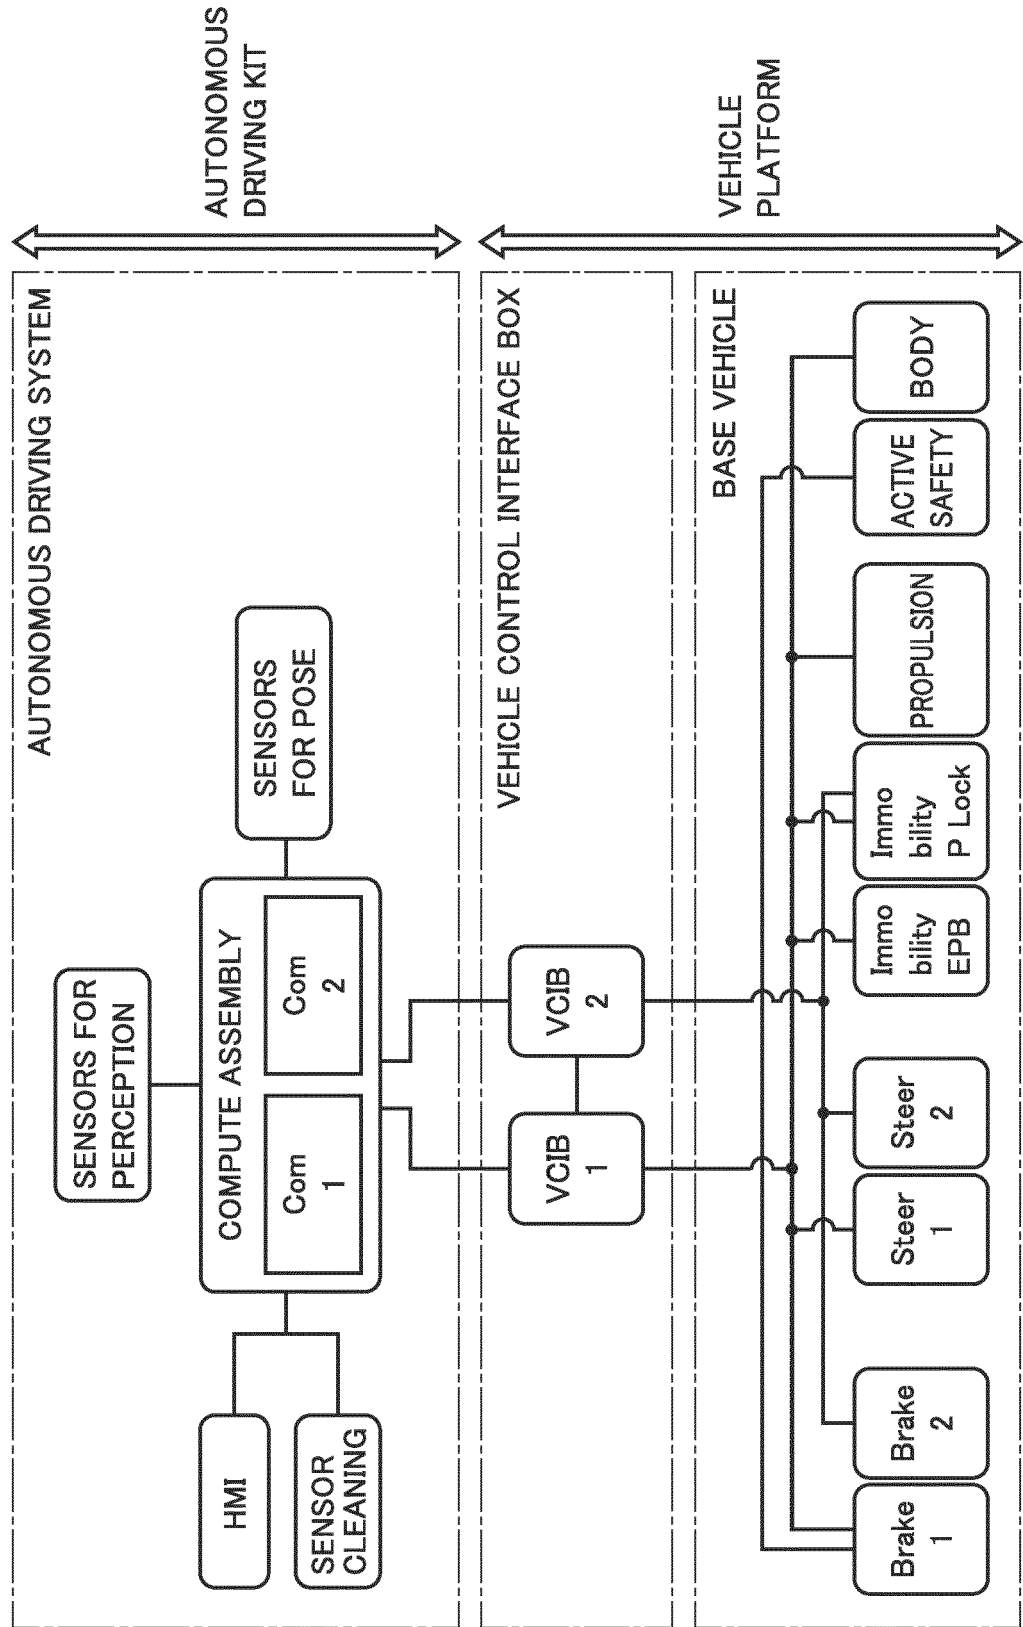 AUTONOMOUS DRIVING SYSTEM
HMI
SENSOR
CLEANING
SENSORS FOR
PERCEPTION
COMPUTE ASSEMBLY
Com
1
Com
2
SENSORS
FOR POSE
AUTONOMOUS
DRIVING KIT
VEHICLE CONTROL INTERFACE BOX
VCIB
1
VCIB
2
VEHICLE
PLATFORM
BASE VEHICLE
Brake
1
Brake
2
Steer
1
Steer
2
Immo
bility
EPB
Immo
bility
P Lock
PROPULSION
ACTIVE
SAFETY
BODY